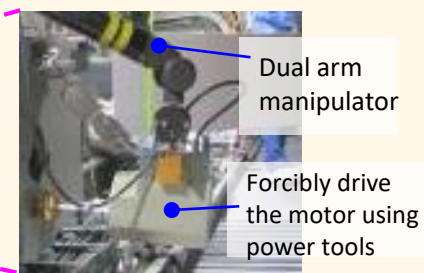 Dual arm
manipulator
Forcibly drive
the motor using
power tools